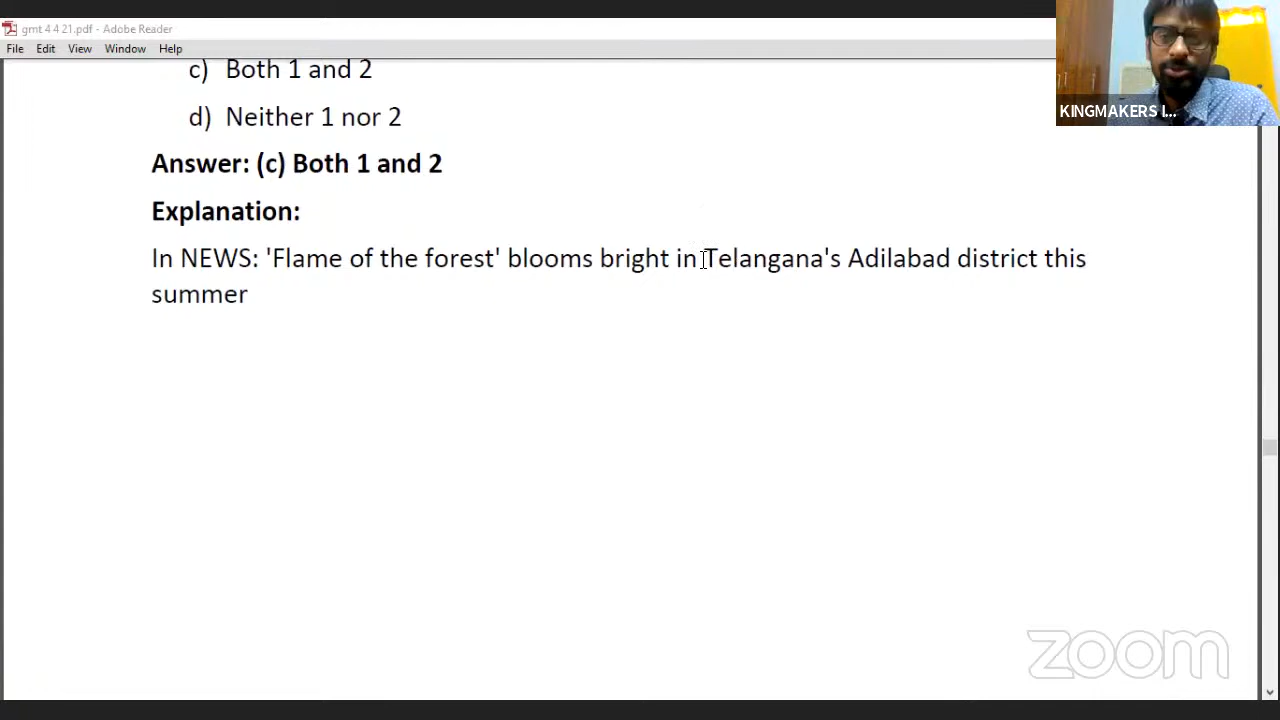 gmt 4 4 21.pdf - Adobe Reader
File Edit View Window Help
KINGMAKERS I...
c) Both 1 and 2
d) Neither 1 nor 2
Answer: (c) Both 1 and 2
Explanation:
In NEWS: 'Flame of the forest' blooms bright in Telangana's Adilabad district this
summer
zoom